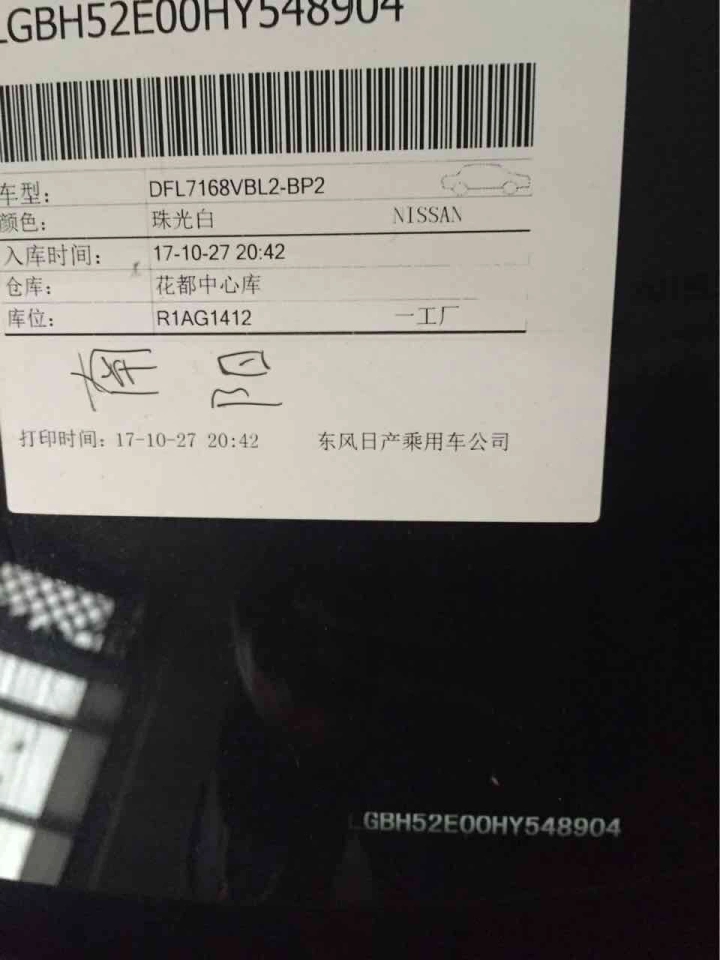 LGBH52E00HY548904
车型: DFL7168VBL2-BP2
颜色: 珠光白 NISSAN
入库时间: 17-10-27 20:42
仓库: 花都中心库
库位: R1AG1412 一工厂
打印时间: 17-10-27 20:42 东风日产乘用车公司
LGBH52E00HY548904